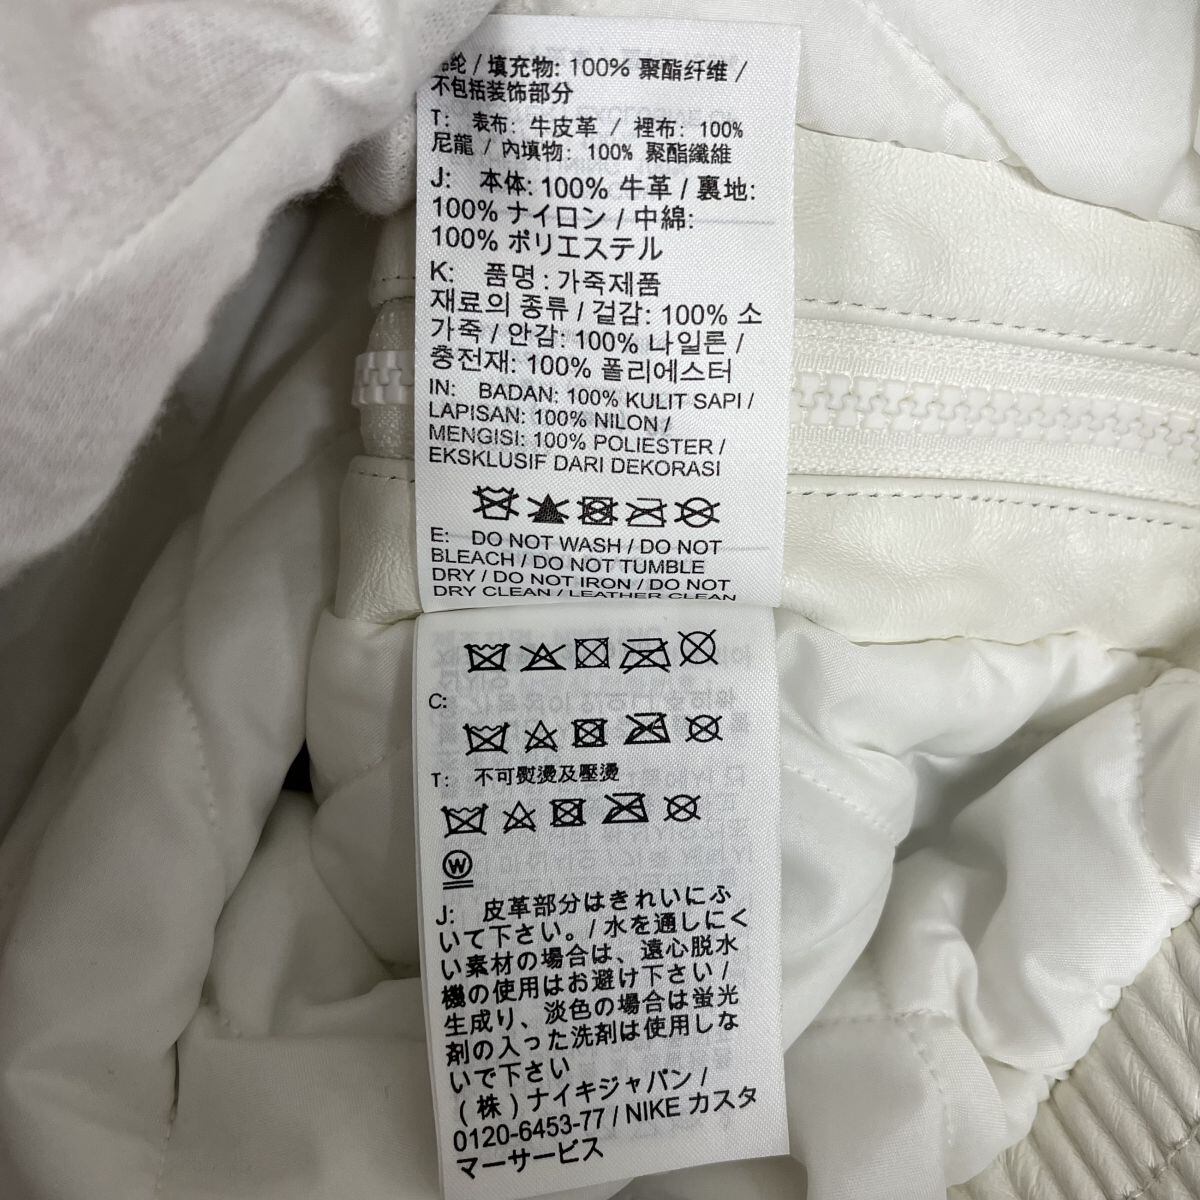 纶 / 填充物: 100% 聚酯纤维 /
不包括装饰部分
T: 表布: 牛皮革 / 裡布: 100%
尼龍 / 內填物: 100% 聚酯纖維
J: 本体: 100% 牛革 / 裏地:
100% ナイロン / 中綿:
100% ポリエステル
K: 품명 : 가죽제품
재료의 종류 / 겉감: 100% 소
가죽 / 안감: 100% 나일론 /
충전재: 100% 폴리에스터
IN: BADAN: 100% KULIT SAPI /
LAPISAN: 100% NILON /
MENGISI: 100% POLIESTER /
EKSKLUSIF DARI DEKORASI
E: DO NOT WASH / DO NOT
BLEACH / DO NOT TUMBLE
DRY / DO NOT IRON / DO NOT
DRY CLEAN / LEATHER CLEAN
C:
T: 不可熨燙及壓燙
W
J: 皮革部分はきれいにふ
いて下さい。/ 水を通しにく
い素材の場合は、遠心脱水
機の使用はお避け下さい /
生成り、淡色の場合は蛍光
剤の入った洗剤は使用しな
いで下さい
(株) ナイキジャパン /
0120-6453-77 / NIKE カスタ
マーサービス